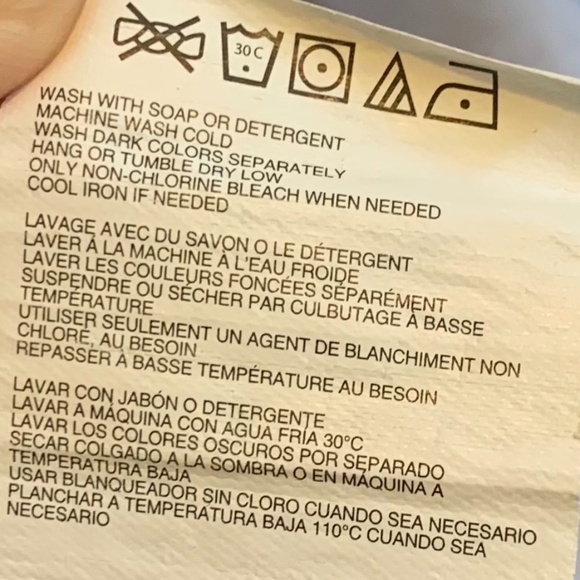 30 C
WASH WITH SOAP OR DETERGENT
MACHINE WASH COLD
WASH DARK COLORS SEPARATELY
HANG OR TUMBLE DRY LOW
ONLY NON-CHLORINE BLEACH WHEN NEEDED
COOL IRON IF NEEDED
LAVAGE AVEC DU SAVON O LE DÉTERGENT
LAVER Á LA MACHINE À L'EAU FROIDE
LAVER LES COULEURS FONCÉES SÉPARÉMENT
SUSPENDRE OU SÉCHER PAR CULBUTAGE À BASSE
TEMPÉRATURE
UTILISER SEULEMENT UN AGENT DE BLANCHIMENT NON
CHLORÉ, AU BESOIN
REPASSER À BASSE TEMPÉRATURE AU BESOIN
LAVAR CON JABÓN O DETERGENTE
LAVAR A MÁQUINA CON AGUA FRÍA 30°C
LAVAR LOS COLORES OSCUROS POR SEPARADO
SECAR COLGADO A LA SOMBRA O EN MÁQUINA A
TEMPERATURA BAJA
USAR BLANQUEADOR SIN CLORO CUANDO SEA NECESARIO
PLANCHAR A TEMPERATURA BAJA 110°C CUANDO SEA
NECESARIO